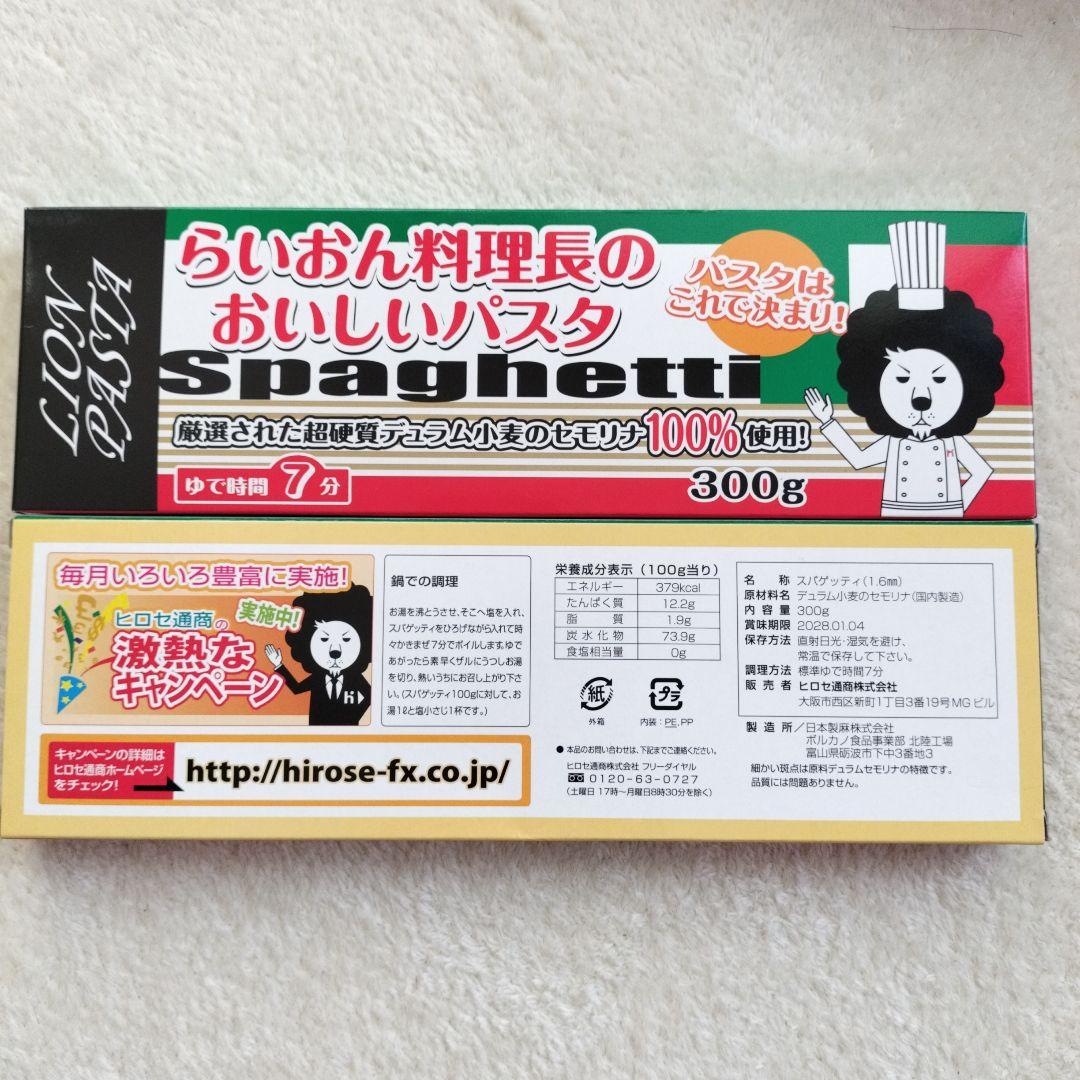 LION
PASTA
らいおん料理長の
おいしいパスタ
Spaghetti
パスタは
これで決まり!
厳選された超硬質デュラム小麦のセモリナ100%使用!
ゆで時間 7分
300g
毎月いろいろ豊富に実施!
ヒロセ通商の
実施中!
激熱な
キャンペーン
キャンペーンの詳細は
ヒロセ通商ホームページ
をチェック!
http://hirose-fx.co.jp/
鍋での調理
お湯を沸とうさせ、そこへ塩を入れ、
スパゲッティをひろげながら入れて時
々かきまぜ7分でボイルします。ゆで
あがったら素早くザルにうつしお湯
を切り、熱いうちにお召し上がり下さ
い。(スパゲッティ100gに対して、お
湯1ℓと塩小さじ1杯です。)
栄養成分表示(100g当り)
エネルギー 379kcal
たんぱく質 12.2g
脂質 1.9g
炭水化物 73.9g
食塩相当量 0g
紙
外箱
プラ
内装:PE,PP
●本品のお問い合わせは、下記までご連絡ください。
ヒロセ通商株式会社 フリーダイヤル
0120-63-0727
(土曜日17時~月曜日8時30分を除く)
名称 スパゲッティ(1.6mm)
原材料名 デュラム小麦のセモリナ(国内製造)
内容量 300g
賞味期限 2028.01.04
保存方法 直射日光・湿気を避け、
常温で保存して下さい。
調理方法 標準ゆで時間7分
販売者 ヒロセ通商株式会社
大阪市西区新町1丁目3番19号MGビル
製造所/日本製麻株式会社
ボルカノ食品事業部 北陸工場
富山県砺波市下中3番地3
細かい斑点は原料デュラムセモリナの特徴です。
品質には問題ありません。